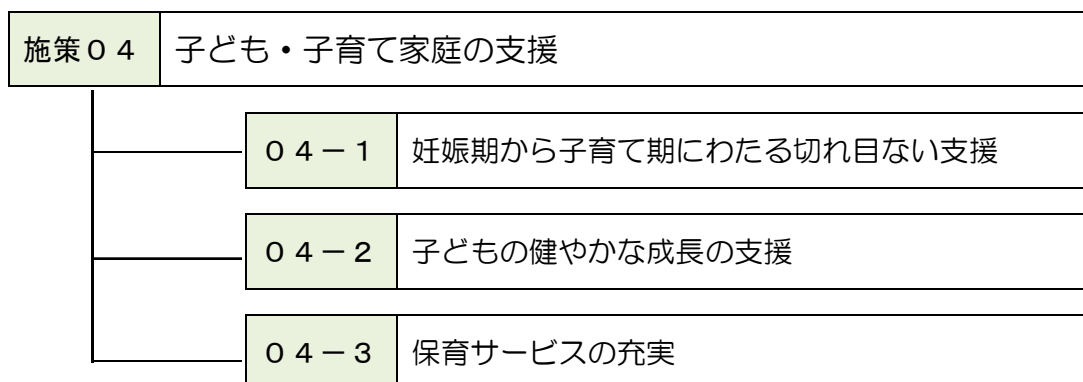 施策０４ 子ども・子育て家庭の支援
０４－１ 妊娠期から子育て期にわたる切れ目ない支援
０４－２ 子どもの健やかな成長の支援
０４－３ 保育サービスの充実